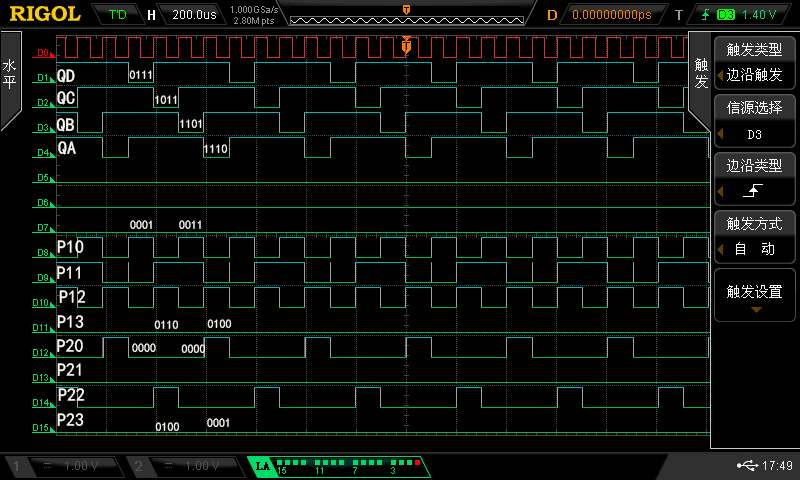 RIGOL T'D H 200.0us 1.000GSa/s 2.80M pts T D 0.00000000ps T D3 1.40 V
水平
触发
D0
D1 QD 0111
D2 QC 1011
D3 QB 1101
D4 QA 1110
D5
D6
D7 0001 0011
D8 P10
D9 P11
D10 P12
D11 P13 0110 0100
D12 P20 0000 0000
D13 P21
D14 P22
D15 P23 0100 0001
触发类型
边沿触发
信源选择
D3
边沿类型
触发方式
自 动
触发设置
1 1.00 V 2 1.00 V LA 15 11 7 3 17:49